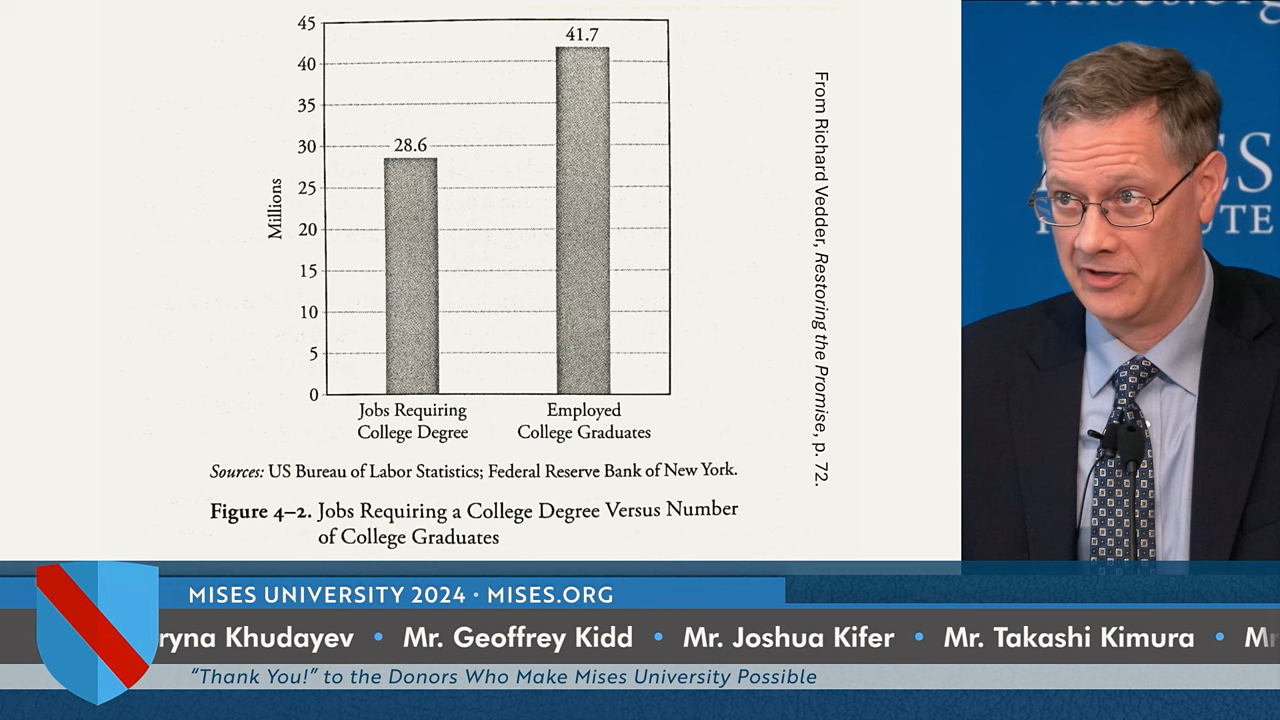 45
40
35
30
25
20
15
10
5
0
Millions
28.6
41.7
Jobs Requiring
College Degree
Employed
College Graduates
Sources: US Bureau of Labor Statistics; Federal Reserve Bank of New York.
Figure 4–2. Jobs Requiring a College Degree Versus Number
of College Graduates
From Richard Vedder, Restoring the Promise, p. 72.
MISES UNIVERSITY 2024 • MISES.ORG
ryna Khudayev • Mr. Geoffrey Kidd • Mr. Joshua Kifer • Mr. Takashi Kimura •
"Thank You!" to the Donors Who Make Mises University Possible